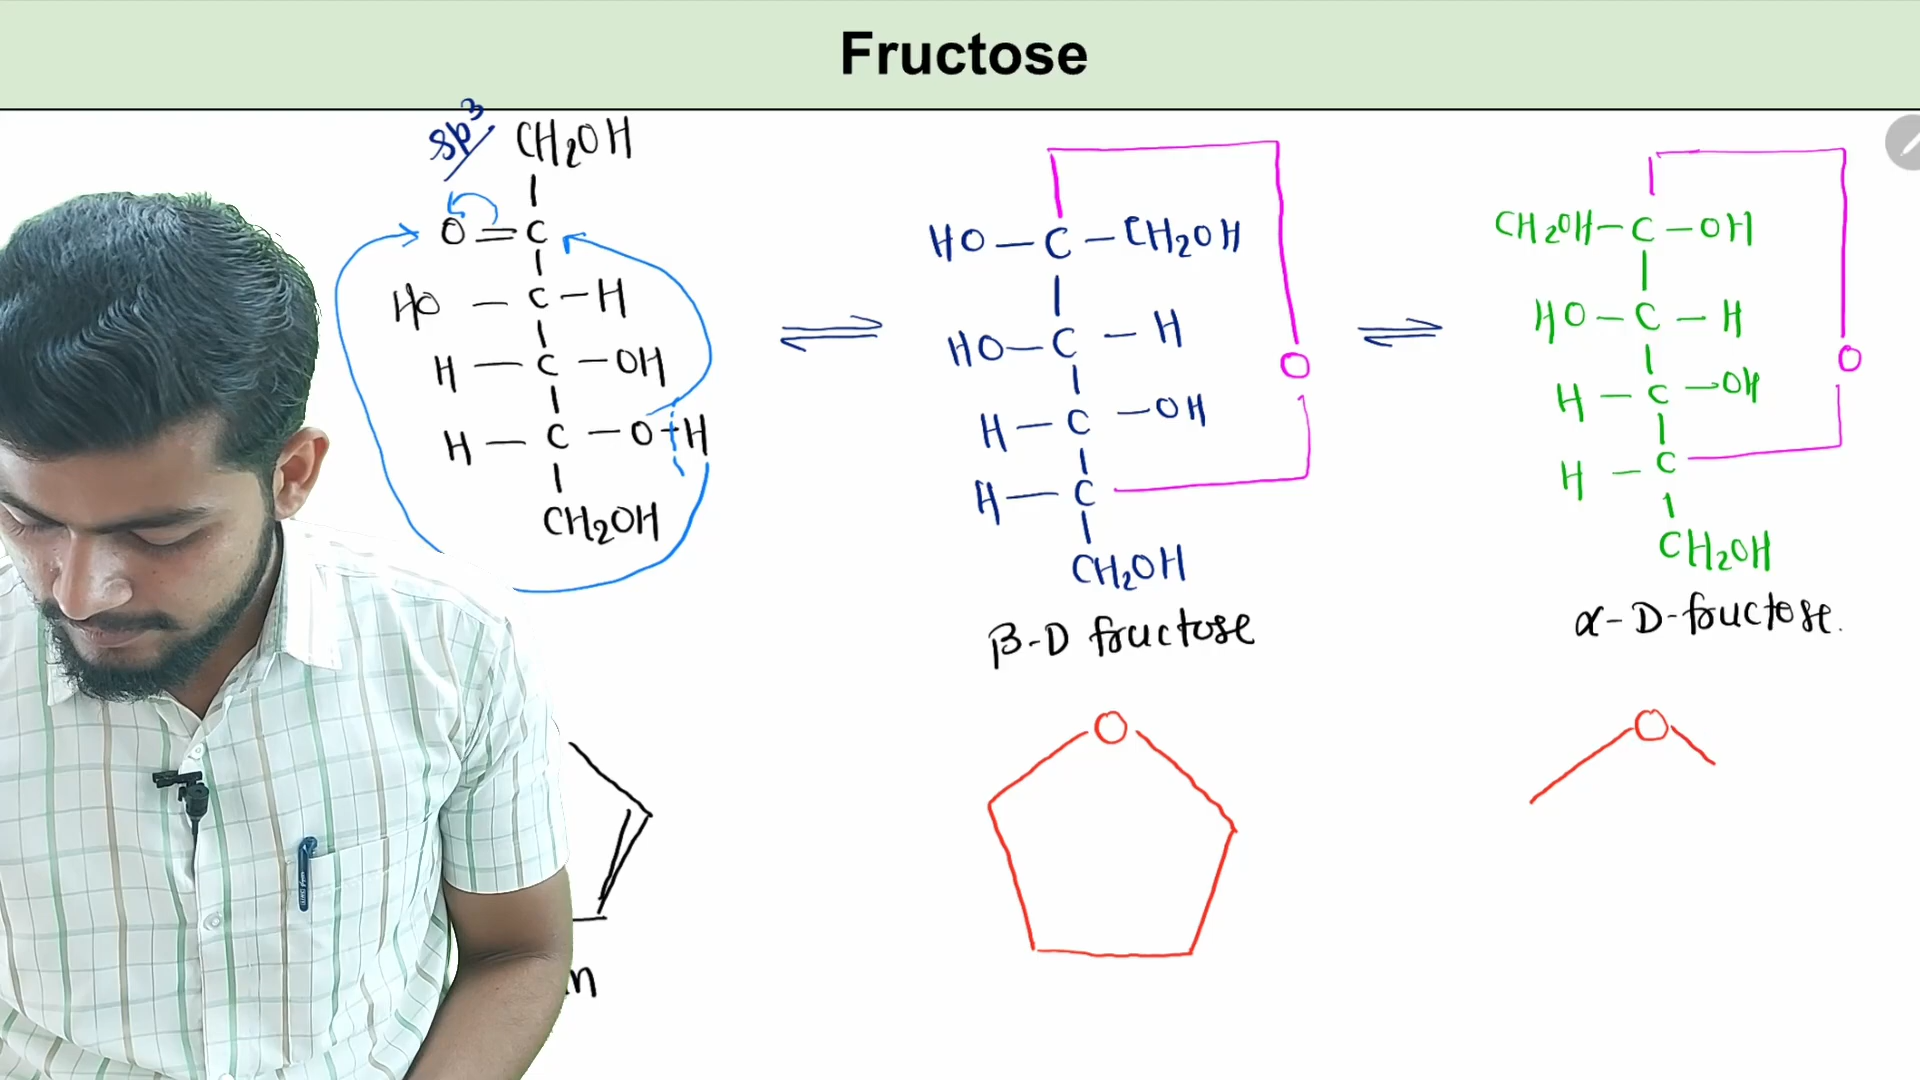 Fructose
sp³ CH₂OH
O=C
HO — C — H
H — C — OH
H — C — O-H
CH₂OH
HO — C — CH₂OH
HO — C — H
H — C — OH
H — C
O
CH₂OH
β-D fructose
CH₂OH — C — OH
HO — C — H
H — C — OH
H — C
O
CH₂OH
α-D-fructose.
O
O
n